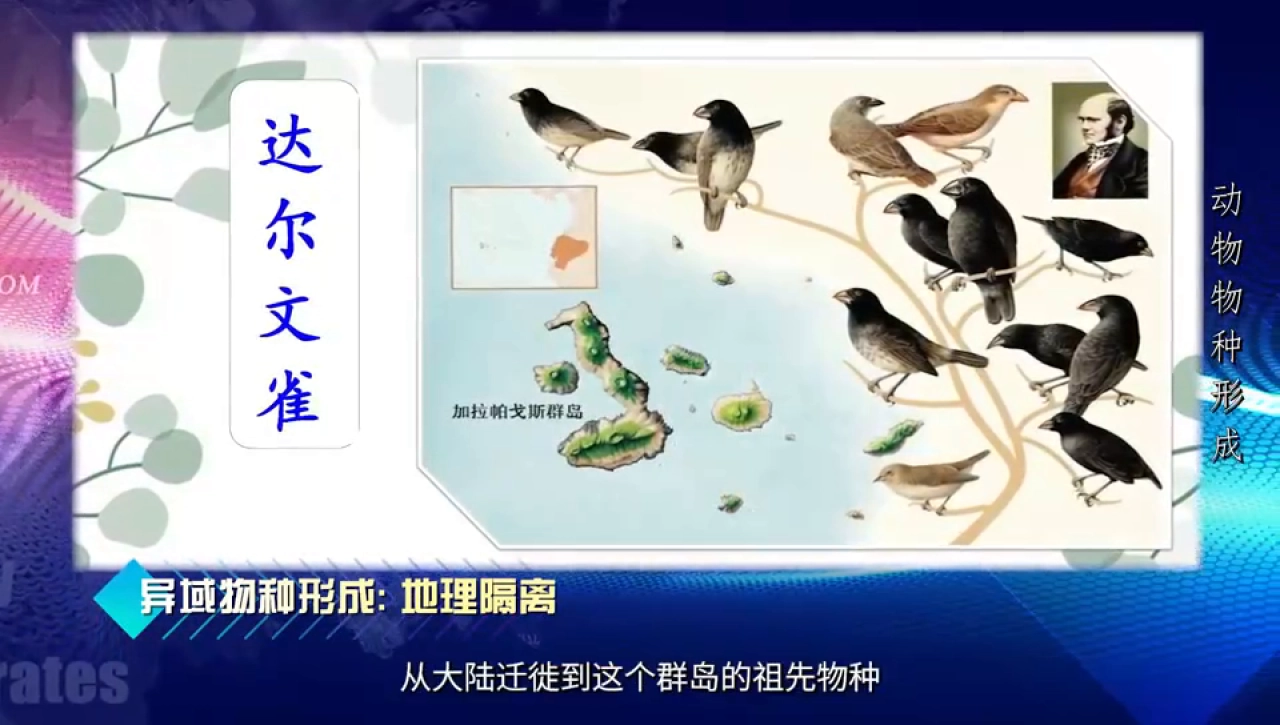 达尔文雀
加拉帕戈斯群岛
动物物种形成
OM
异域物种形成: 地理隔离
从大陆迁徙到这个群岛的祖先物种
rates